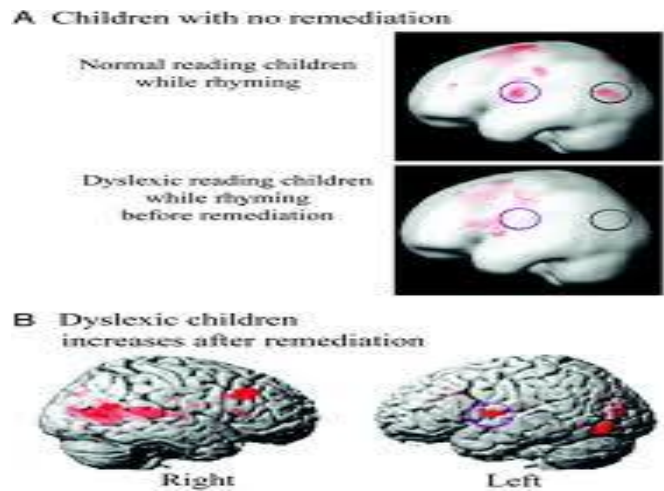 A Children with no remediation
Normal reading children
while rhyming
Dyslexic reading children
while rhyming
before remediation
B Dyslexic children
increases after remediation
Right
Left